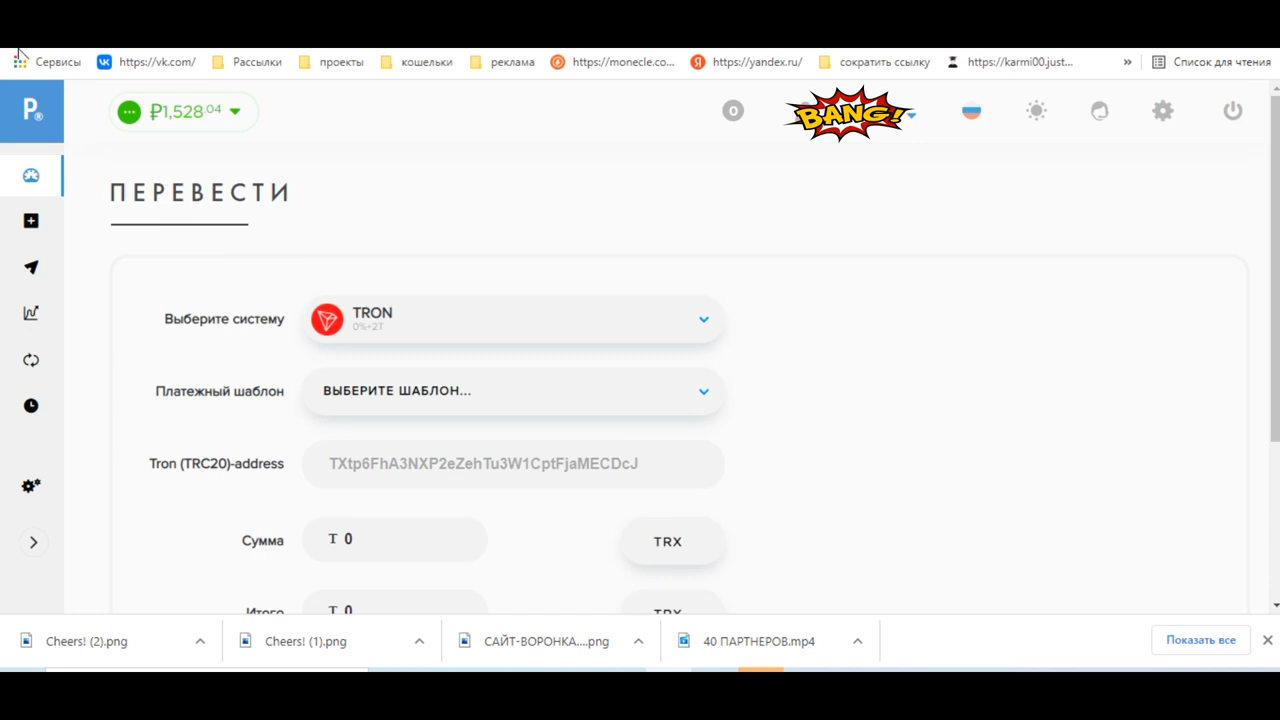 Сервисы https://vk.com/ Рассылки проекты кошельки реклама https://monecle.co... https://yandex.ru/ сократить ссылку https://karmi00.just... » Список для чтения
P® ₽1,528.04 0 BANG!
ПЕРЕВЕСТИ
Выберите систему TRON
0%+2T
Платежный шаблон ВЫБЕРИТЕ ШАБЛОН...
Tron (TRC20)-address TXtp6FhA3NXP2eZehTu3W1CptFjaMECDcJ
Сумма T 0 TRX
Итого T 0 TRX
Cheers! (2).png Cheers! (1).png САЙТ-ВОРОНКА....png 40 ПАРТНЕРОВ.mp4 Показать все